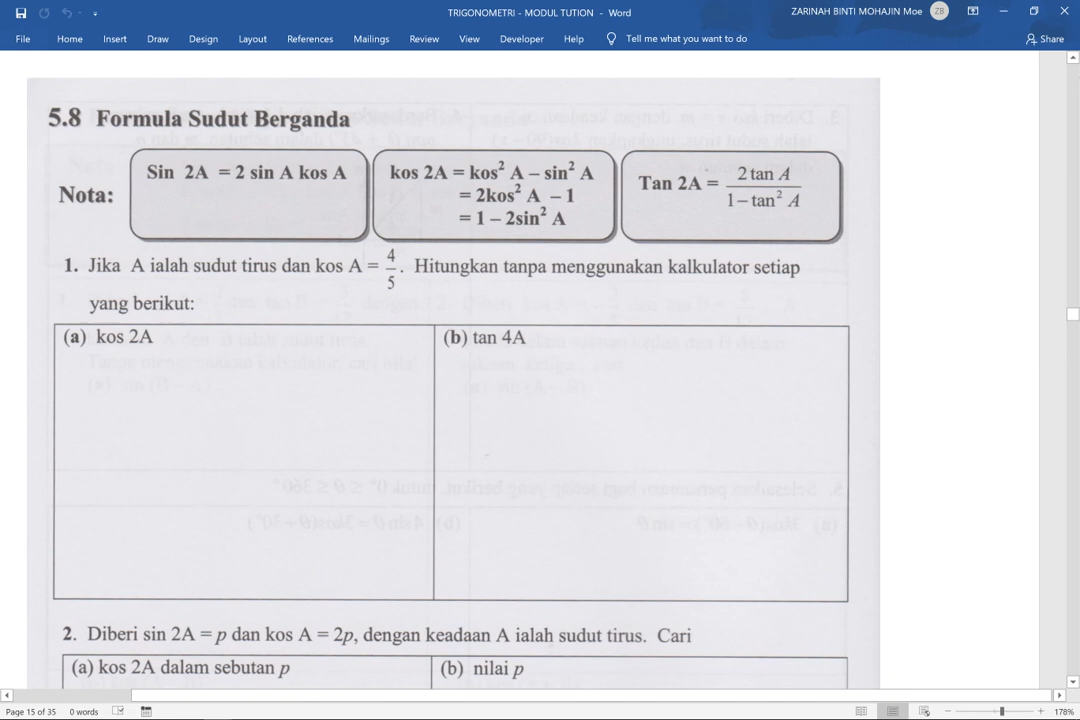 TRIGONOMETRI - MODUL TUTION - Word
ZARINAH BINTI MOHAJIN Moe
ZB
File Home Insert Draw Design Layout References Mailings Review View Developer Help Tell me what you want to do
Share
5.8 Formula Sudut Berganda
Nota:
Sin 2A = 2 sin A kos A
kos 2A = kos² A – sin² A
= 2kos² A – 1
= 1 – 2sin² A
Tan 2A = 2 tan A / 1 – tan² A
1. Jika A ialah sudut tirus dan kos A = 4/5. Hitungkan tanpa menggunakan kalkulator setiap
yang berikut:
(a) kos 2A
(b) tan 4A
2. Diberi sin 2A = p dan kos A = 2p, dengan keadaan A ialah sudut tirus. Cari
(a) kos 2A dalam sebutan p
(b) nilai p
Page 15 of 35 0 words
178%